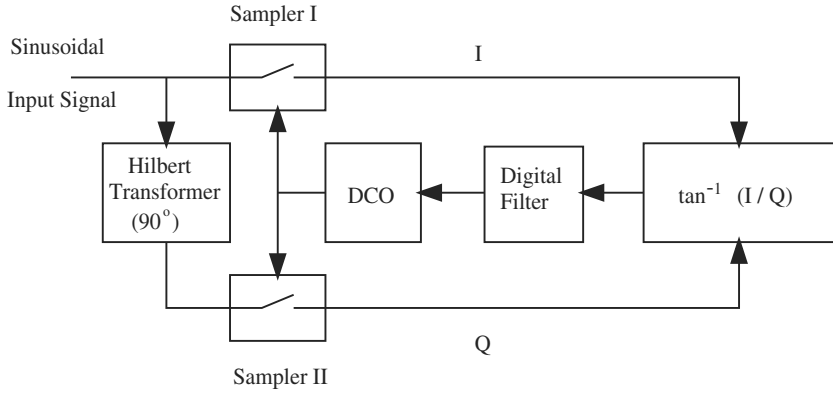 Sampler I
Sinusoidal
I
Input Signal
Hilbert
Transformer
(90°)
DCO
Digital
Filter
tan⁻¹ (I / Q)
Q
Sampler II